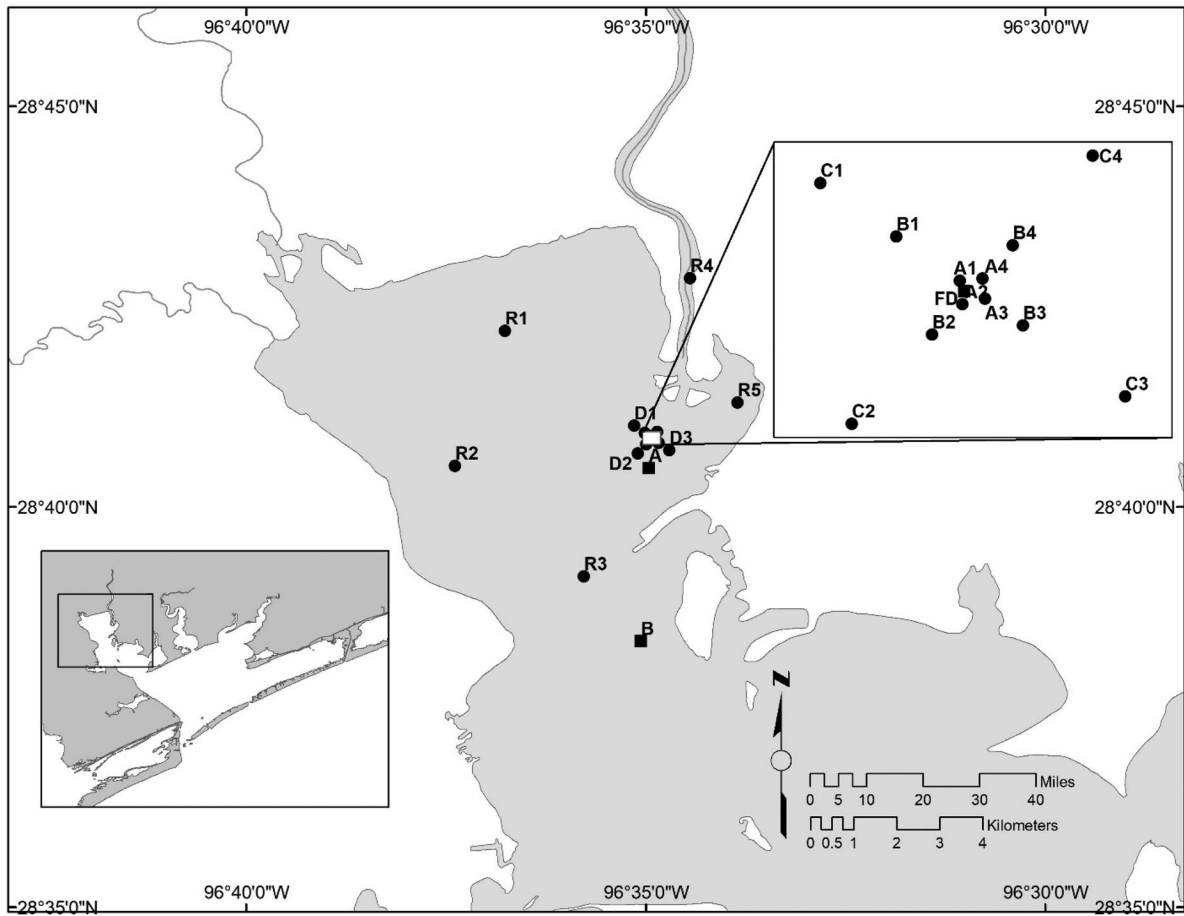 96°40'0"W 96°35'0"W 96°30'0"W
28°45'0"N 28°45'0"N
C4
C1
B1
B4
R4
A1 A4
FD A2
A3
B2 B3
R1
C3
R5
C2
D1
D3
R2 D2 A
28°40'0"N 28°40'0"N
R3
B
N
Miles
0 5 10 20 30 40
Kilometers
0 0.5 1 2 3 4
96°40'0"W 96°35'0"W 96°30'0"W
28°35'0"N 28°35'0"N